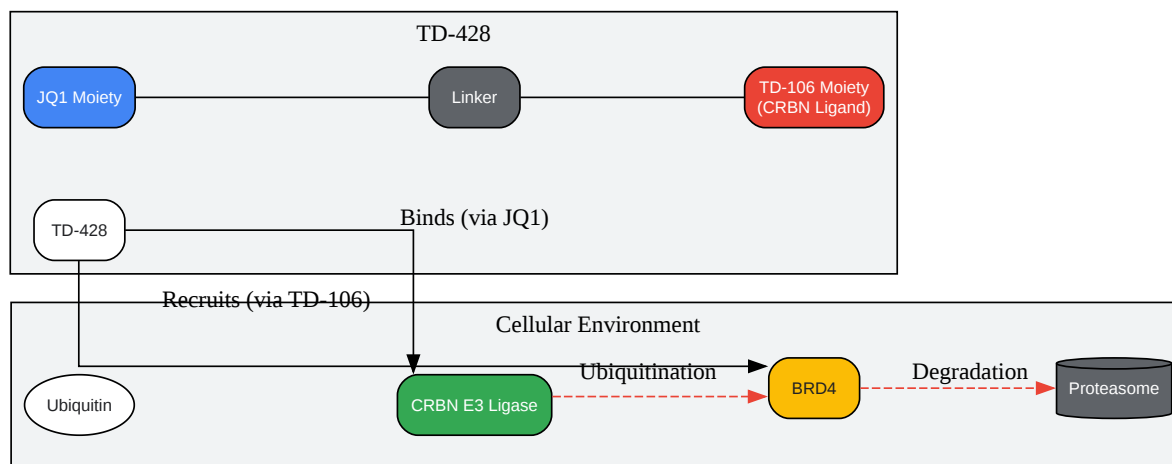 TD-428
JQ1 Moiety
Linker
TD-106 Moiety
(CRBN Ligand)
TD-428
Binds (via JQ1)
Recruits (via TD-106)
Cellular Environment
Ubiquitin
CRBN E3 Ligase
Ubiquitination
BRD4
Degradation
Proteasome